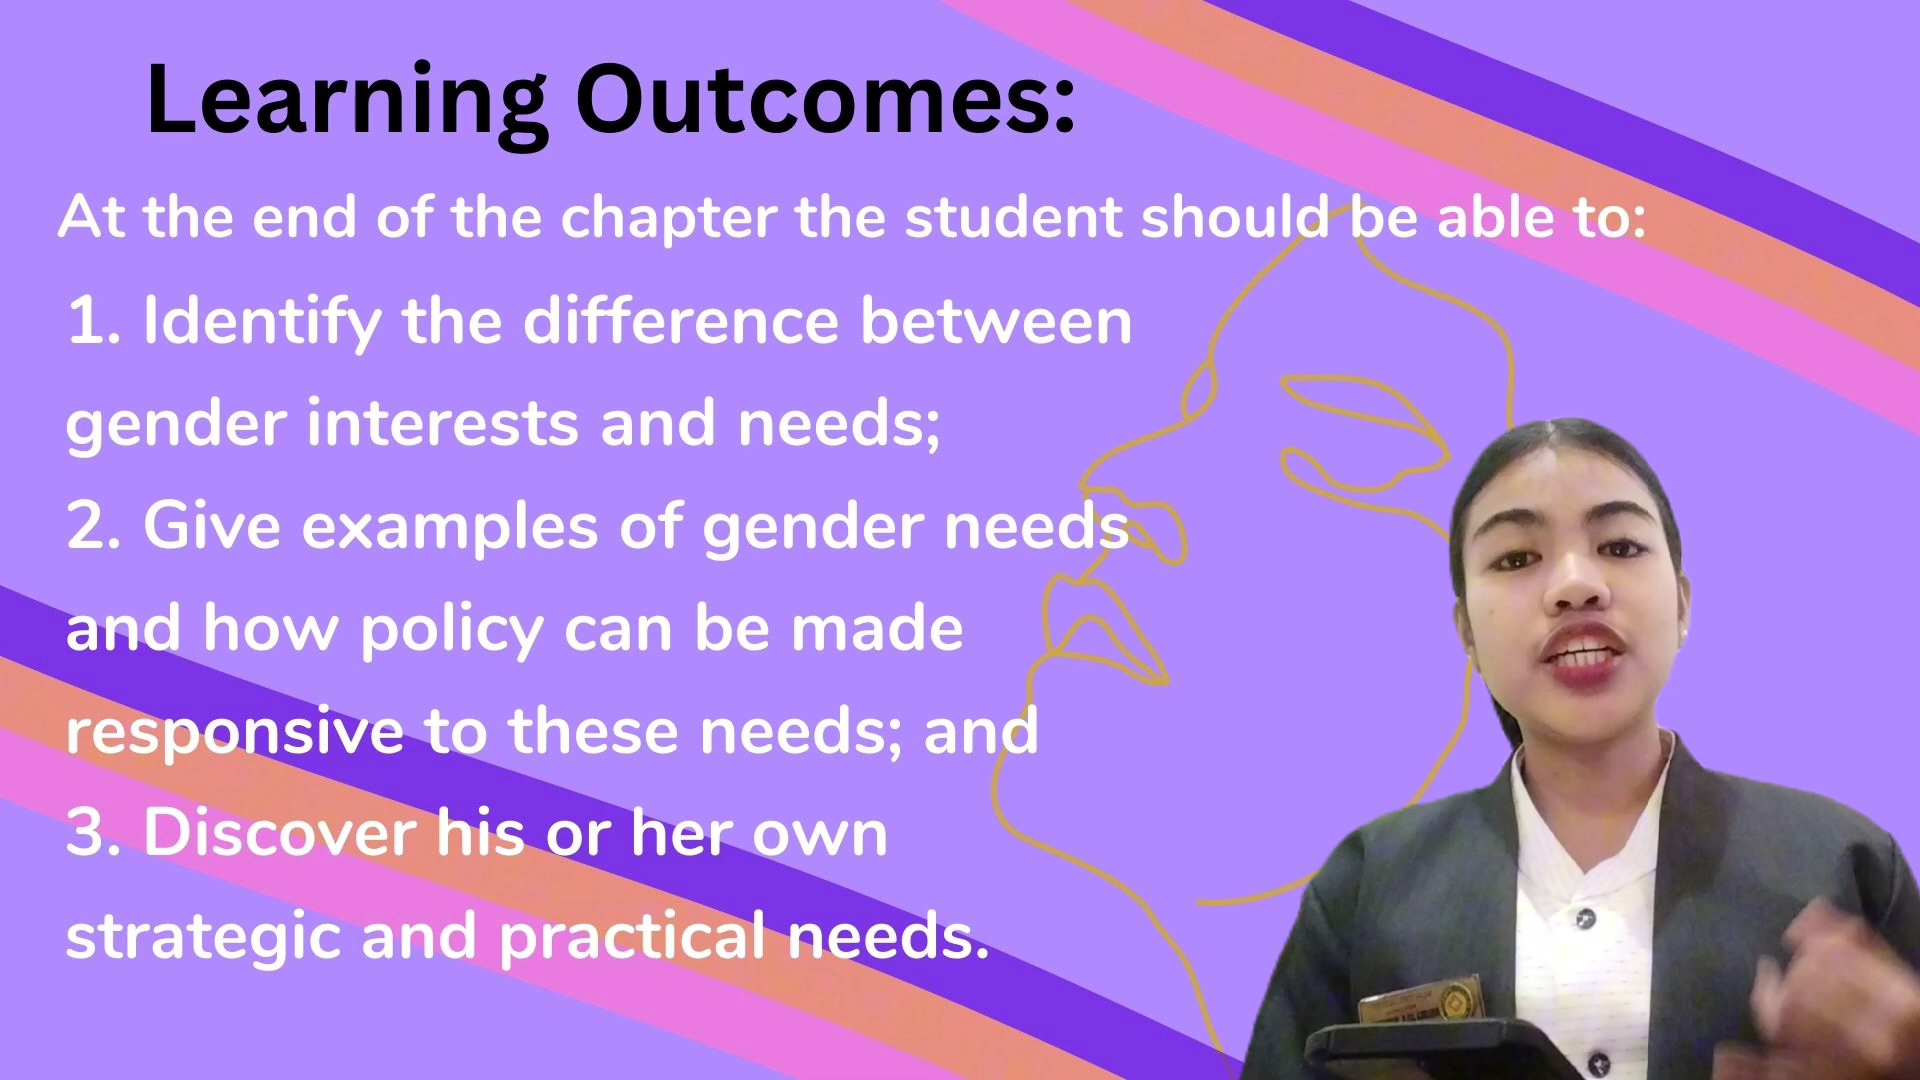 Learning Outcomes:
At the end of the chapter the student should be able to:
1. Identify the difference between
gender interests and needs;
2. Give examples of gender needs
and how policy can be made
responsive to these needs; and
3. Discover his or her own
strategic and practical needs.